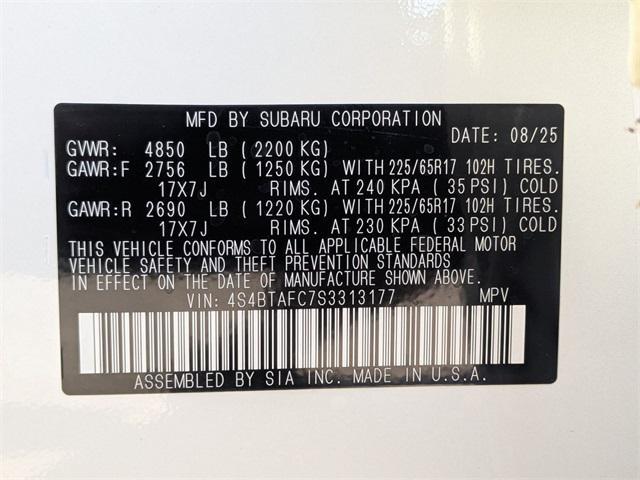 MFD BY SUBARU CORPORATION
DATE: 08/25
GVWR: 4850 LB (2200 KG)
GAWR:F 2756 LB (1250 KG) WITH 225/65R17 102H TIRES.
17X7J RIMS. AT 240 KPA (35 PSI) COLD
GAWR:R 2690 LB (1220 KG) WITH 225/65R17 102H TIRES.
17X7J RIMS. AT 230 KPA (33 PSI) COLD
THIS VEHICLE CONFORMS TO ALL APPLICABLE FEDERAL MOTOR
VEHICLE SAFETY AND THEFT PREVENTION STANDARDS
IN EFFECT ON THE DATE OF MANUFACTURE SHOWN ABOVE.
VIN: 4S4BTAFC7S3313177 MPV
ASSEMBLED BY SIA INC. MADE IN U.S.A.